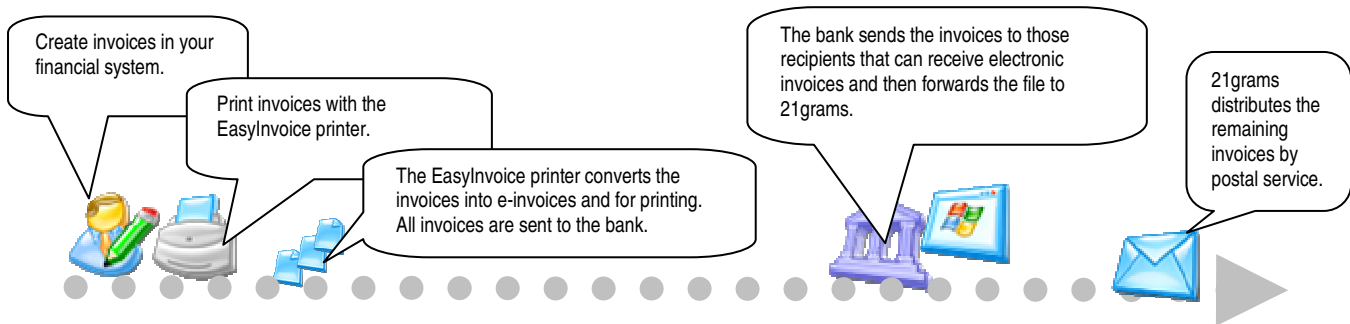 Create invoices in your
financial system.
Print invoices with the
EasyInvoice printer.
The EasyInvoice printer converts the
invoices into e-invoices and for printing.
All invoices are sent to the bank.
The bank sends the invoices to those
recipients that can receive electronic
invoices and then forwards the file to
21grams.
21grams
distributes the
remaining
invoices by
postal service.